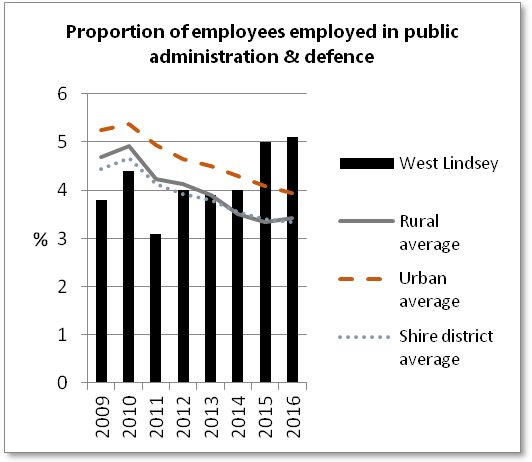 Proportion of employees employed in public
administration & defence
6
5
4
3
2
1
0
%
2009
2010
2011
2012
2013
2014
2015
2016
West Lindsey
Rural
average
Urban
average
Shire district
average